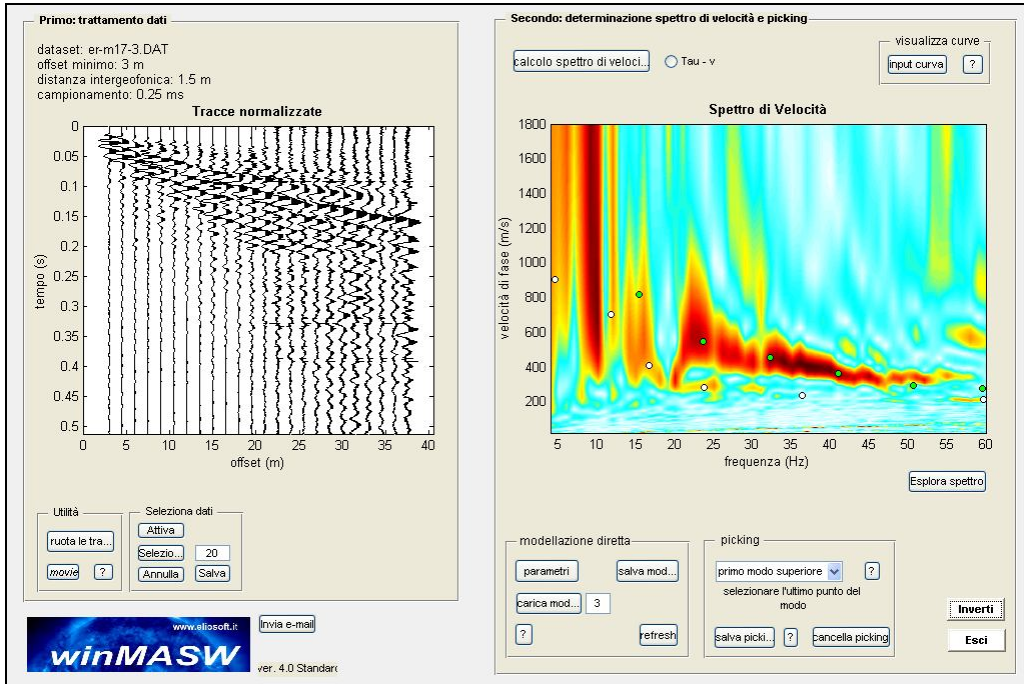 Primo: trattamento dati
dataset: er-m17-3.DAT
offset minimo: 3 m
distanza intergeofonica: 1.5 m
campionamento: 0.25 ms
Tracce normalizzate
0
0.05
0.1
0.15
0.2
0.25
0.3
0.35
0.4
0.45
0.5
tempo (s)
0 5 10 15 20 25 30 35 40
offset (m)
Utilità
ruota le tra...
movie ?
Seleziona dati
Attiva
Selezio... 20
Annulla Salva
www.eliosoft.it
winMASW
Invia e-mail
ver. 4.0 Standar
Secondo: determinazione spettro di velocità e picking
calcolo spettro di veloci...
Tau - v
visualizza curve
input curva ?
Spettro di Velocità
1800
1600
1400
1200
1000
800
600
400
200
velocità di fase (m/s)
5 10 15 20 25 30 35 40 45 50 55 60
frequenza (Hz)
Esplora spettro
modellazione diretta
parametri salva mod...
carica mod... 3
? refresh
picking
primo modo superiore ?
selezionare l'ultimo punto del
modo
salva picki... ? cancella picking
Inverti
Esci